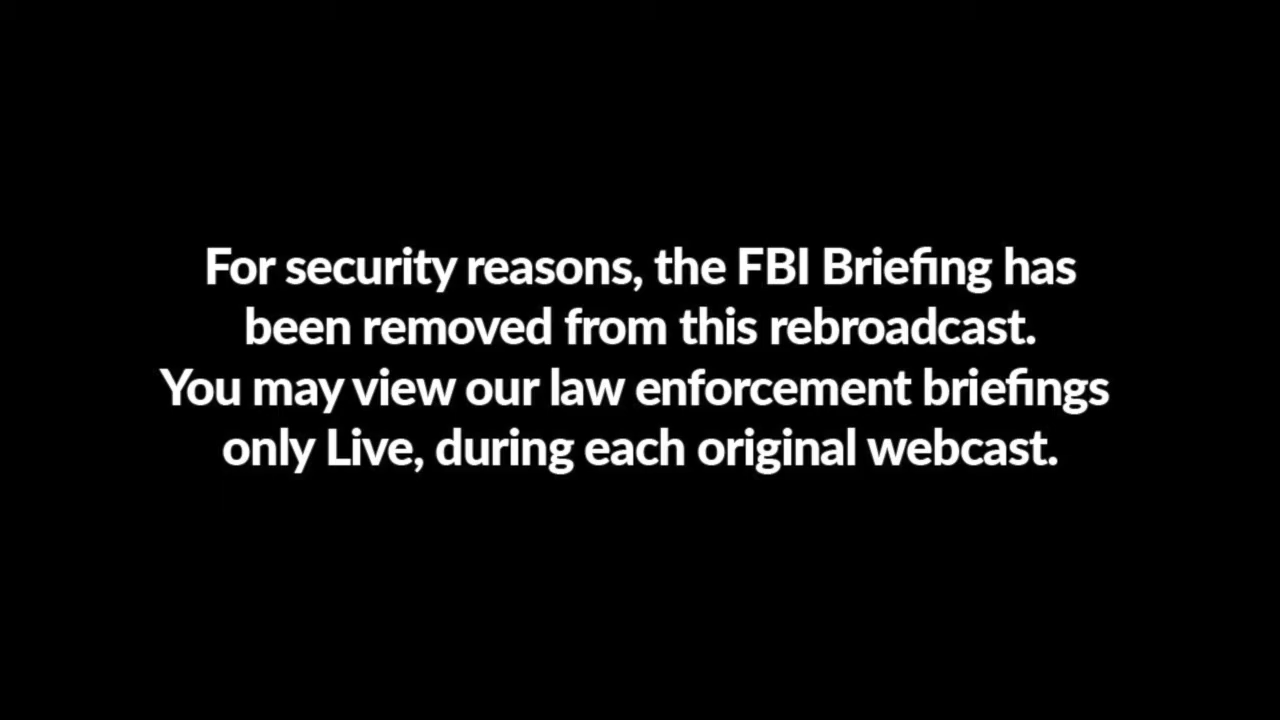 For security reasons, the FBI Briefing has
been removed from this rebroadcast.
You may view our law enforcement briefings
only Live, during each original webcast.